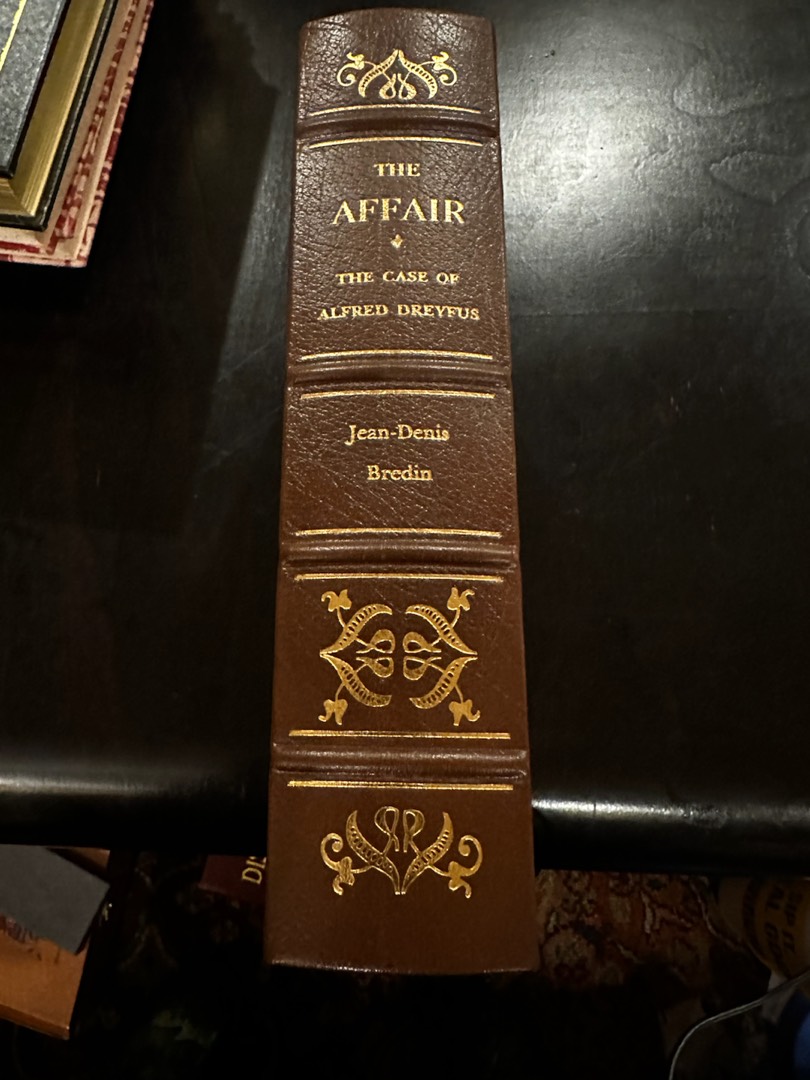 THE
AFFAIR
THE CASE OF
ALFRED DREYFUS
Jean-Denis
Bredin